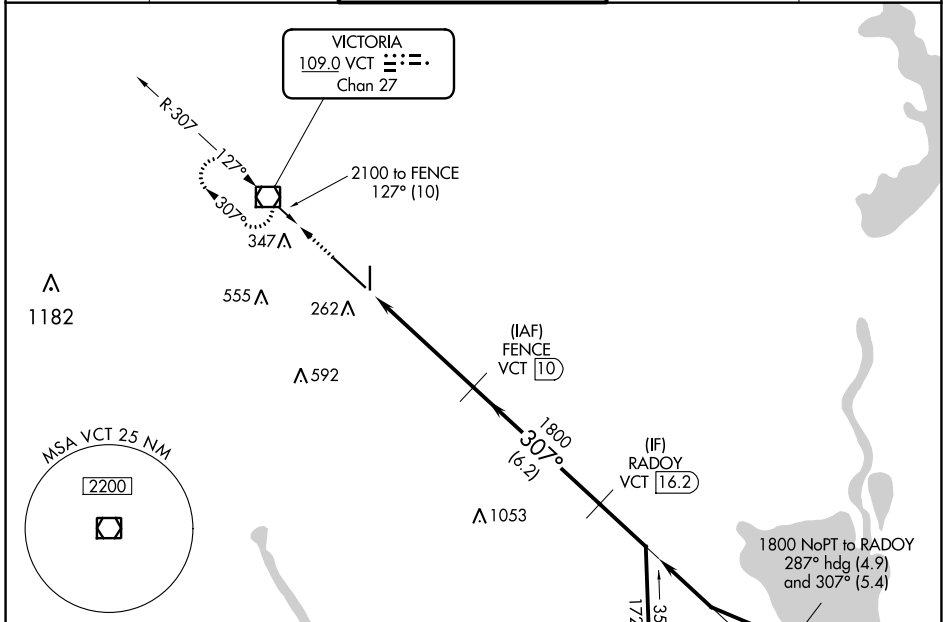 VICTORIA
109.0 VCT
Chan 27
R-307
127°
307°
2100 to FENCE
127° (10)
347
555
262
1182
592
(IAF)
FENCE
VCT 10
1800
307°
(6.2)
(IF)
RADOY
VCT 16.2
MSA VCT 25 NM
2200
1053
1800 NoPT to RADOY
287° hdg (4.9)
and 307° (5.4)